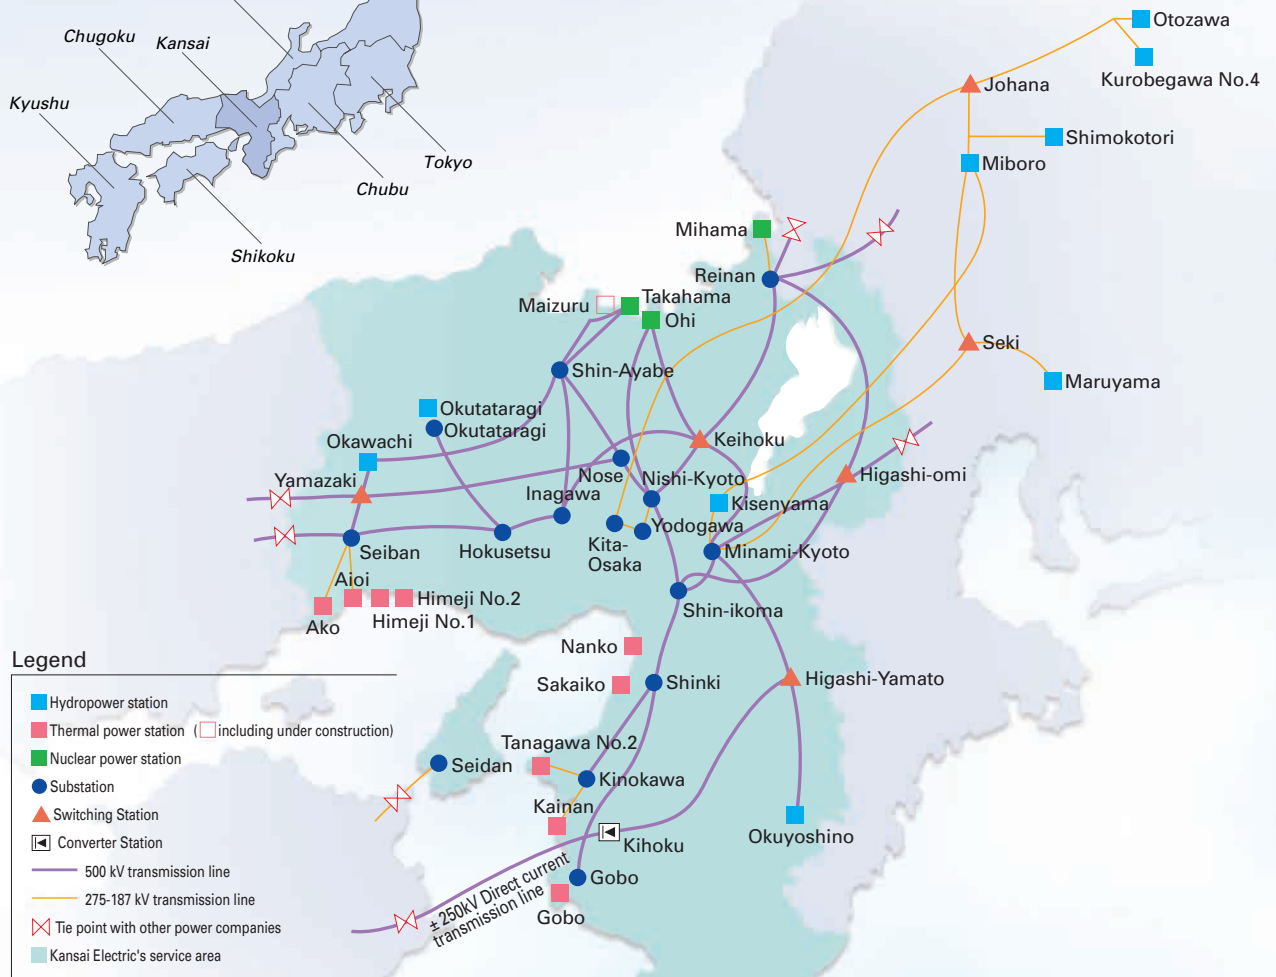 Chugoku
Kansai
Kyushu
Tokyo
Chubu
Shikoku
Otozawa
Kurobegawa No.4
Johana
Shimokotori
Miboro
Mihama
Reinan
Takahama
Maizuru
Ohi
Seki
Shin-Ayabe
Maruyama
Okutataragi
Okutataragi
Okawachi
Keihoku
Yamazaki
Nose
Nishi-Kyoto
Higashi-omi
Inagawa
Kisenyama
Yodogawa
Seiban
Hokusetsu
Kita-
Osaka
Minami-Kyoto
Aioi
Himeji No.2
Himeji No.1
Ako
Shin-ikoma
Nanko
Sakaiko
Shinki
Higashi-Yamato
Tanagawa No.2
Seidan
Kinokawa
Kainan
Kihoku
Okuyoshino
± 250kV Direct current
transmission line
Gobo
Gobo
Legend
Hydropower station
Thermal power station ( including under construction)
Nuclear power station
Substation
Switching Station
Converter Station
500 kV transmission line
275-187 kV transmission line
Tie point with other power companies
Kansai Electric's service area